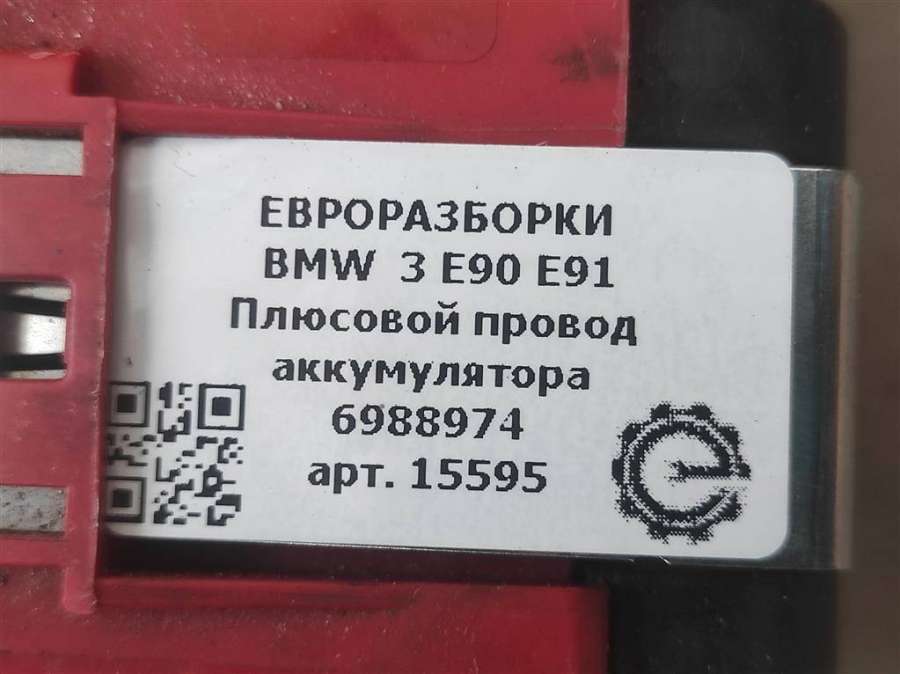 ЕВРОРАЗБОРКИ
BMW 3 E90 E91
Плюсовой провод
аккумулятора
6988974
арт. 15595